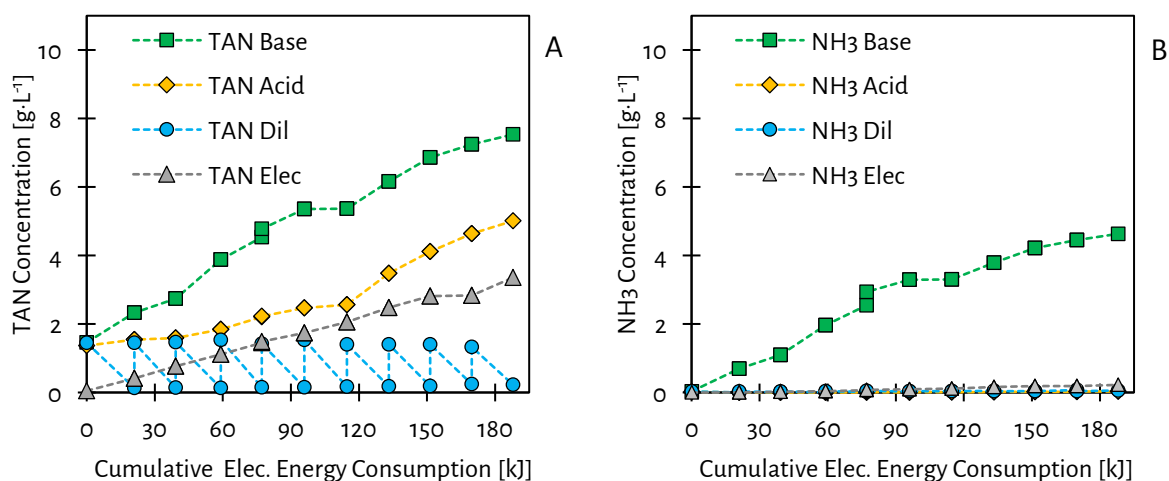 TAN Base
TAN Acid
TAN Dil
TAN Elec
A
TAN Concentration [g·L⁻¹]
10
8
6
4
2
0
0 30 60 90 120 150 180
Cumulative Elec. Energy Consumption [kJ]
NH3 Base
NH3 Acid
NH3 Dil
NH3 Elec
B
NH3 Concentration [g·L⁻¹]
10
8
6
4
2
0
0 30 60 90 120 150 180
Cumulative Elec. Energy Consumption [kJ]